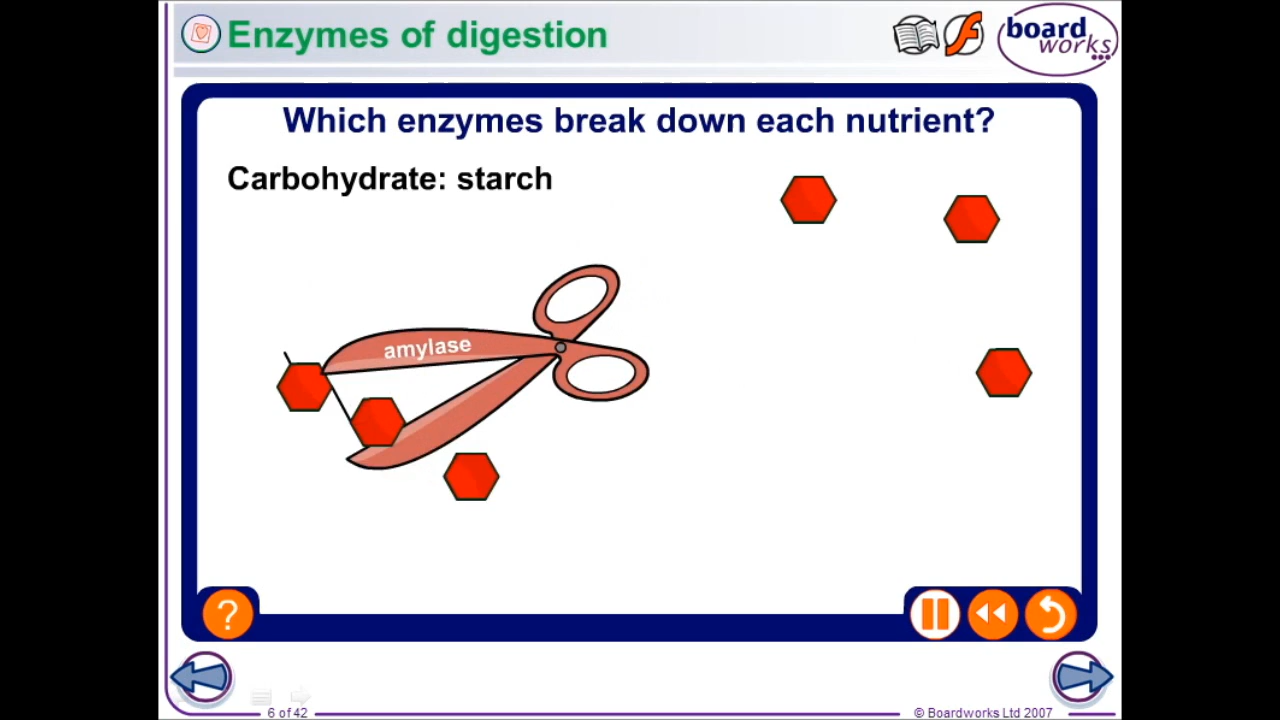 Enzymes of digestion
board
works
Which enzymes break down each nutrient?
Carbohydrate: starch
amylase
?
6 of 42
© Boardworks Ltd 2007